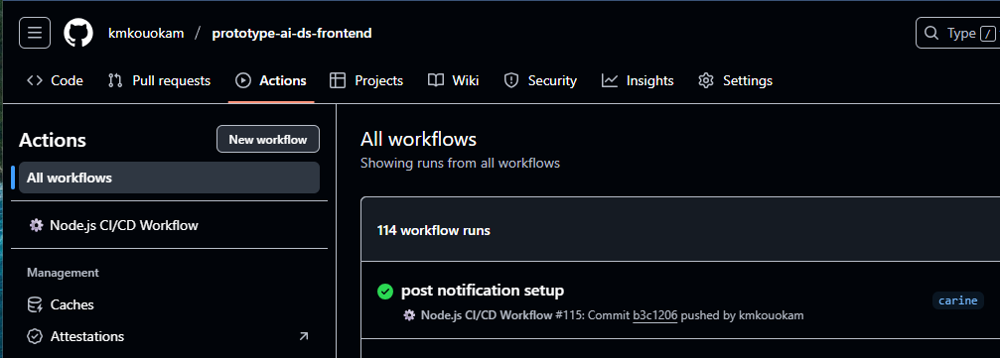 kmkouokam / prototype-ai-ds-frontend
Type /
Code Pull requests Actions Projects Wiki Security Insights Settings
Actions
New workflow
All workflows
Node.js CI/CD Workflow
Management
Caches
Attestations
All workflows
Showing runs from all workflows
114 workflow runs
post notification setup
Node.js CI/CD Workflow #115: Commit b3c1206 pushed by kmkouokam
carine